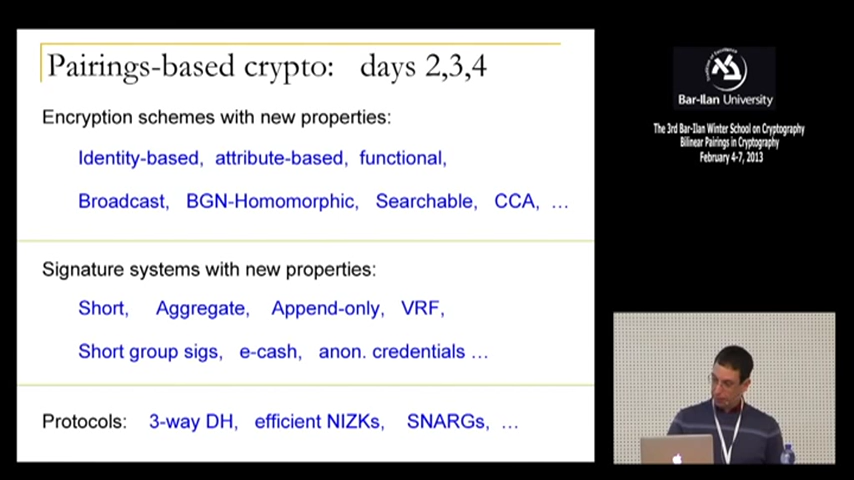 Pairings-based crypto: days 2,3,4
Encryption schemes with new properties:
Identity-based, attribute-based, functional,
Broadcast, BGN-Homomorphic, Searchable, CCA, …
Signature systems with new properties:
Short, Aggregate, Append-only, VRF,
Short group sigs, e-cash, anon. credentials …
Protocols: 3-way DH, efficient NIZKs, SNARGs, …
Bar-Ilan University
The 3rd Bar-Ilan Winter School on Cryptography
Bilinear Pairings in Cryptography
February 4-7, 2013